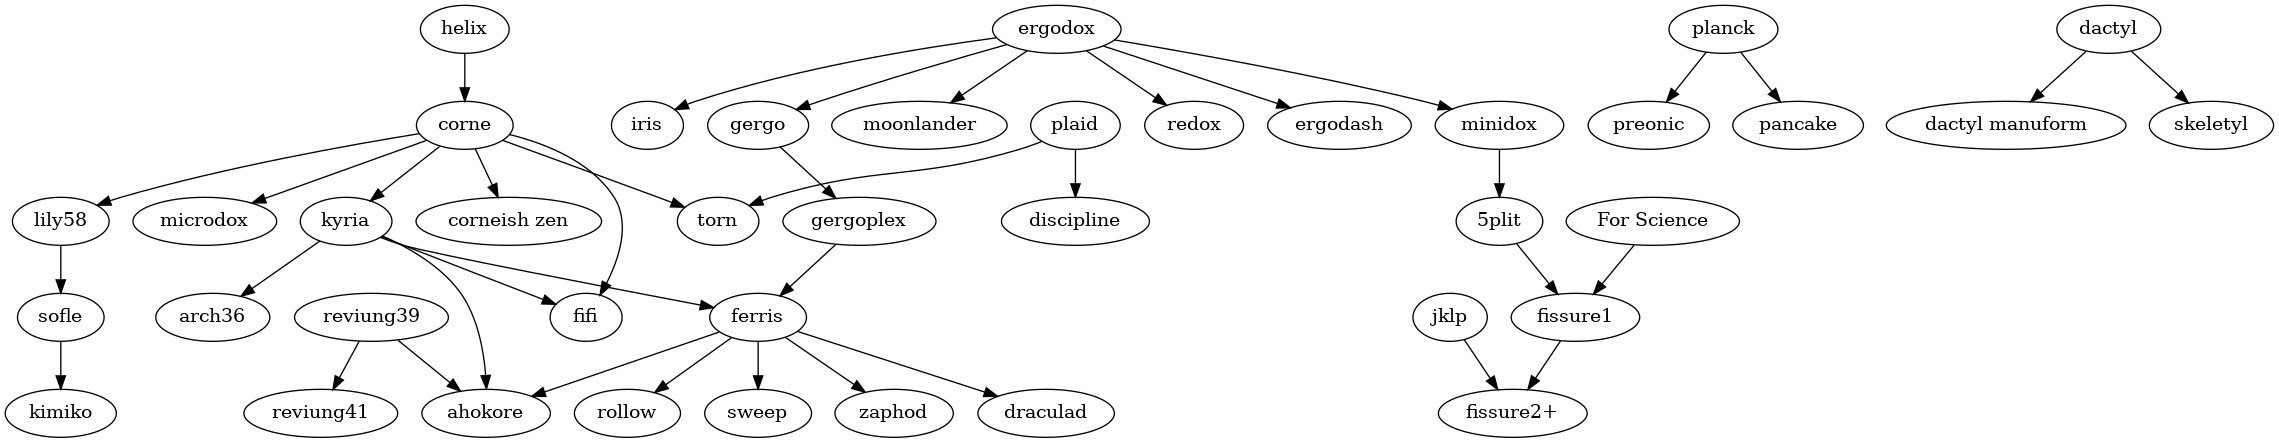 helix
ergodox
planck
dactyl
corne
iris
gergo
moonlander
plaid
redox
ergodash
minidox
preonic
pancake
dactyl manuform
skeletyl
lily58
microdox
kyria
corneish zen
torn
gergoplex
discipline
5plit
For Science
sofle
arch36
reviung39
fifi
ferris
jklp
fissure1
kimiko
reviung41
ahokore
rollow
sweep
zaphod
draculad
fissure2+